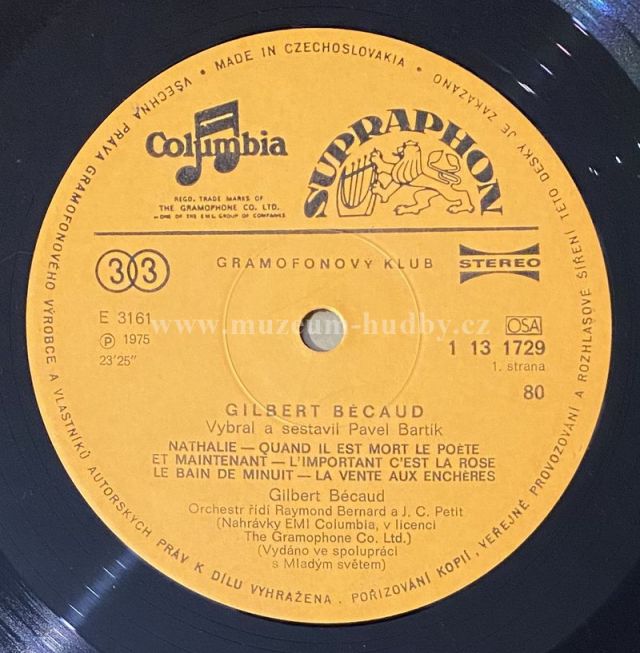 • MADE IN CZECHOSLOVAKIA •
VŠECHNA PRÁVA GRAMOFONOVÉHO VÝROBCE A VLASTNÍKŮ AUTORSKÝCH PRÁV K DÍLU VYHRAŽENA. POŘIZOVÁNÍ KOPIÍ, VEŘEJNÉ PROVOZOVÁNÍ A ROZHLASOVÉ ŠÍŘENÍ TÉTO DESKY JE ZAKÁZÁNO
Columbia
SUPRAPHON
REGD. TRADE MARKS OF
THE GRAMOPHONE CO. LTD.
—ONE OF THE E.M.I. GROUP OF COMPANIES
33
GRAMOFONOVÝ KLUB
STEREO
E 3161
Ⓟ 1975
23'25"
www.muzeum-hudby.cz
OSA
1 13 1729
1. strana
80
GILBERT BÉCAUD
Vybral a sestavil Pavel Bartík
NATHALIE — QUAND IL EST MORT LE POÈTE
ET MAINTENANT — L'IMPORTANT C'EST LA ROSE
LE BAIN DE MINUIT — LA VENTE AUX ENCHÈRES
Gilbert Bécaud
Orchestr řídí Raymond Bernard a J. C. Petit
(Nahrávky EMI Columbia, v licenci
The Gramophone Co. Ltd.)
(Vydáno ve spolupráci
s Mladým světem)